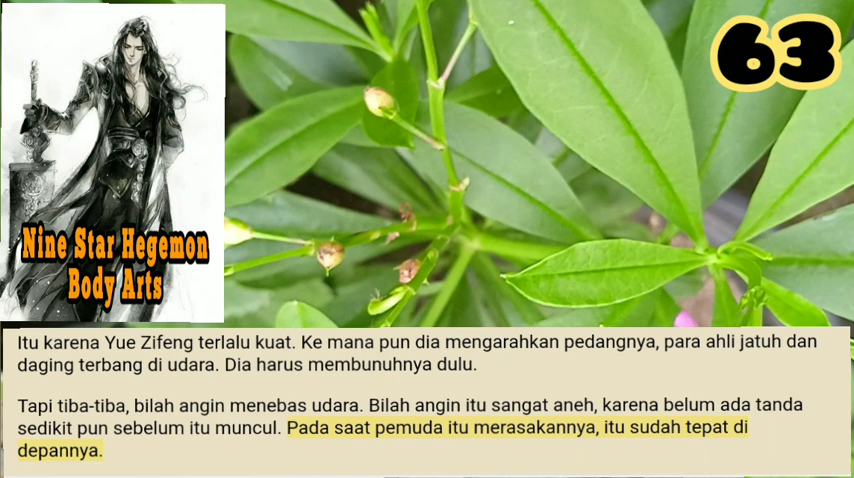 63
Nine Star Hegemon
Body Arts
Itu karena Yue Zifeng terlalu kuat. Ke mana pun dia mengarahkan pedangnya, para ahli jatuh dan
daging terbang di udara. Dia harus membunuhnya dulu.
Tapi tiba-tiba, bilah angin menebas udara. Bilah angin itu sangat aneh, karena belum ada tanda
sedikit pun sebelum itu muncul. Pada saat pemuda itu merasakannya, itu sudah tepat di
depannya.